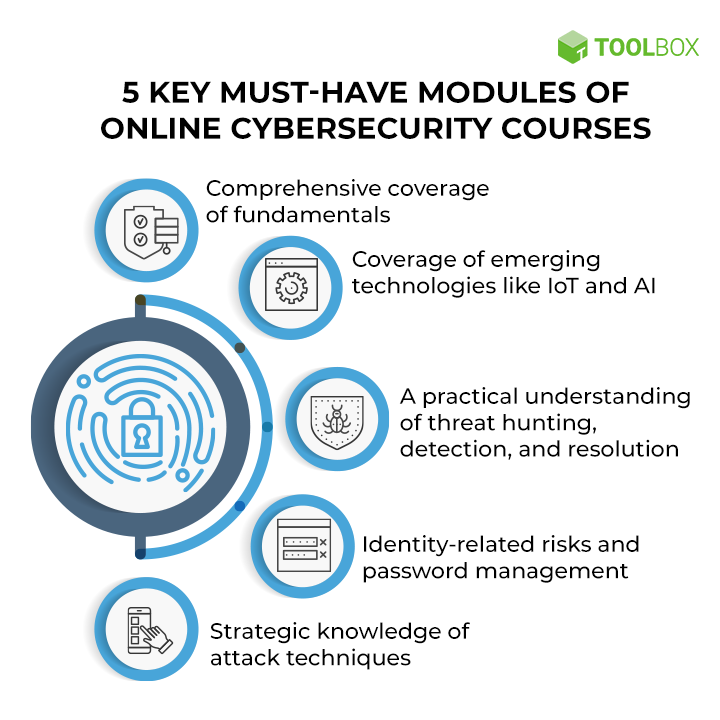 TOOLBOX
5 KEY MUST-HAVE MODULES OF
ONLINE CYBERSECURITY COURSES
Comprehensive coverage
of fundamentals
Coverage of emerging
technologies like IoT and AI
A practical understanding
of threat hunting,
detection, and resolution
Identity-related risks and
password management
Strategic knowledge of
attack techniques